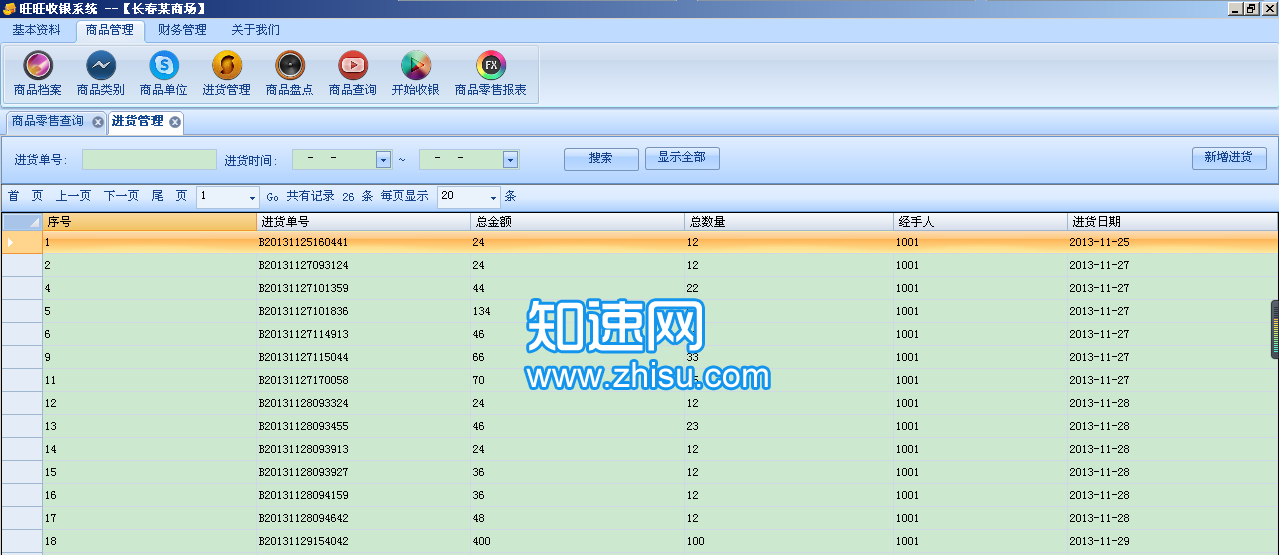 旺旺收银系统 --【长春某商场】
基本资料 商品管理 财务管理 关于我们
商品档案 商品类别 商品单位 进货管理 商品盘点 商品查询 开始收银 FX 商品零售报表
商品零售查询 进货管理
进货单号: 进货时间: - - ~ - - 搜索 显示全部 新增进货
首 页 上一页 下一页 尾 页 1 Go 共有记录 26 条 每页显示 20 条
序号 进货单号 总金额 总数量 经手人 进货日期
1 B20131125160441 24 12 1001 2013-11-25
2 B20131127093124 24 12 1001 2013-11-27
4 B20131127101359 44 22 1001 2013-11-27
5 B20131127101836 134 1001 2013-11-27
6 B20131127114913 46 1001 2013-11-27
9 B20131127115044 66 33 1001 2013-11-27
11 B20131127170058 70 1001 2013-11-27
12 B20131128093324 24 12 1001 2013-11-28
13 B20131128093455 46 23 1001 2013-11-28
14 B20131128093913 24 12 1001 2013-11-28
15 B20131128093927 36 12 1001 2013-11-28
16 B20131128094159 36 12 1001 2013-11-28
17 B20131128094642 48 12 1001 2013-11-28
18 B20131129154042 400 100 1001 2013-11-29
知速网
www.zhisu.com